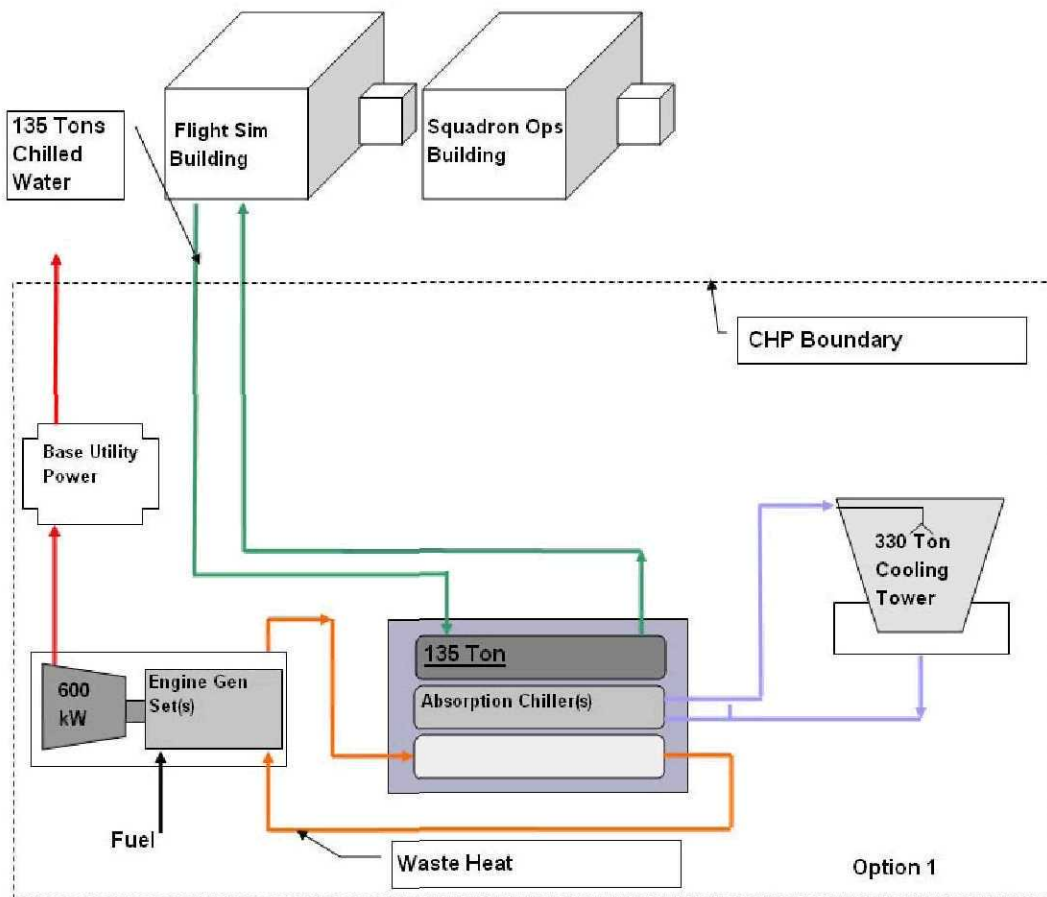 135 Tons
Chilled
Water
Flight Sim
Building
Squadron Ops
Building
CHP Boundary
Base Utility
Power
330 Ton
Cooling
Tower
600
kW
Engine Gen
Set(s)
135 Ton
Absorption Chiller(s)
Fuel
Waste Heat
Option 1